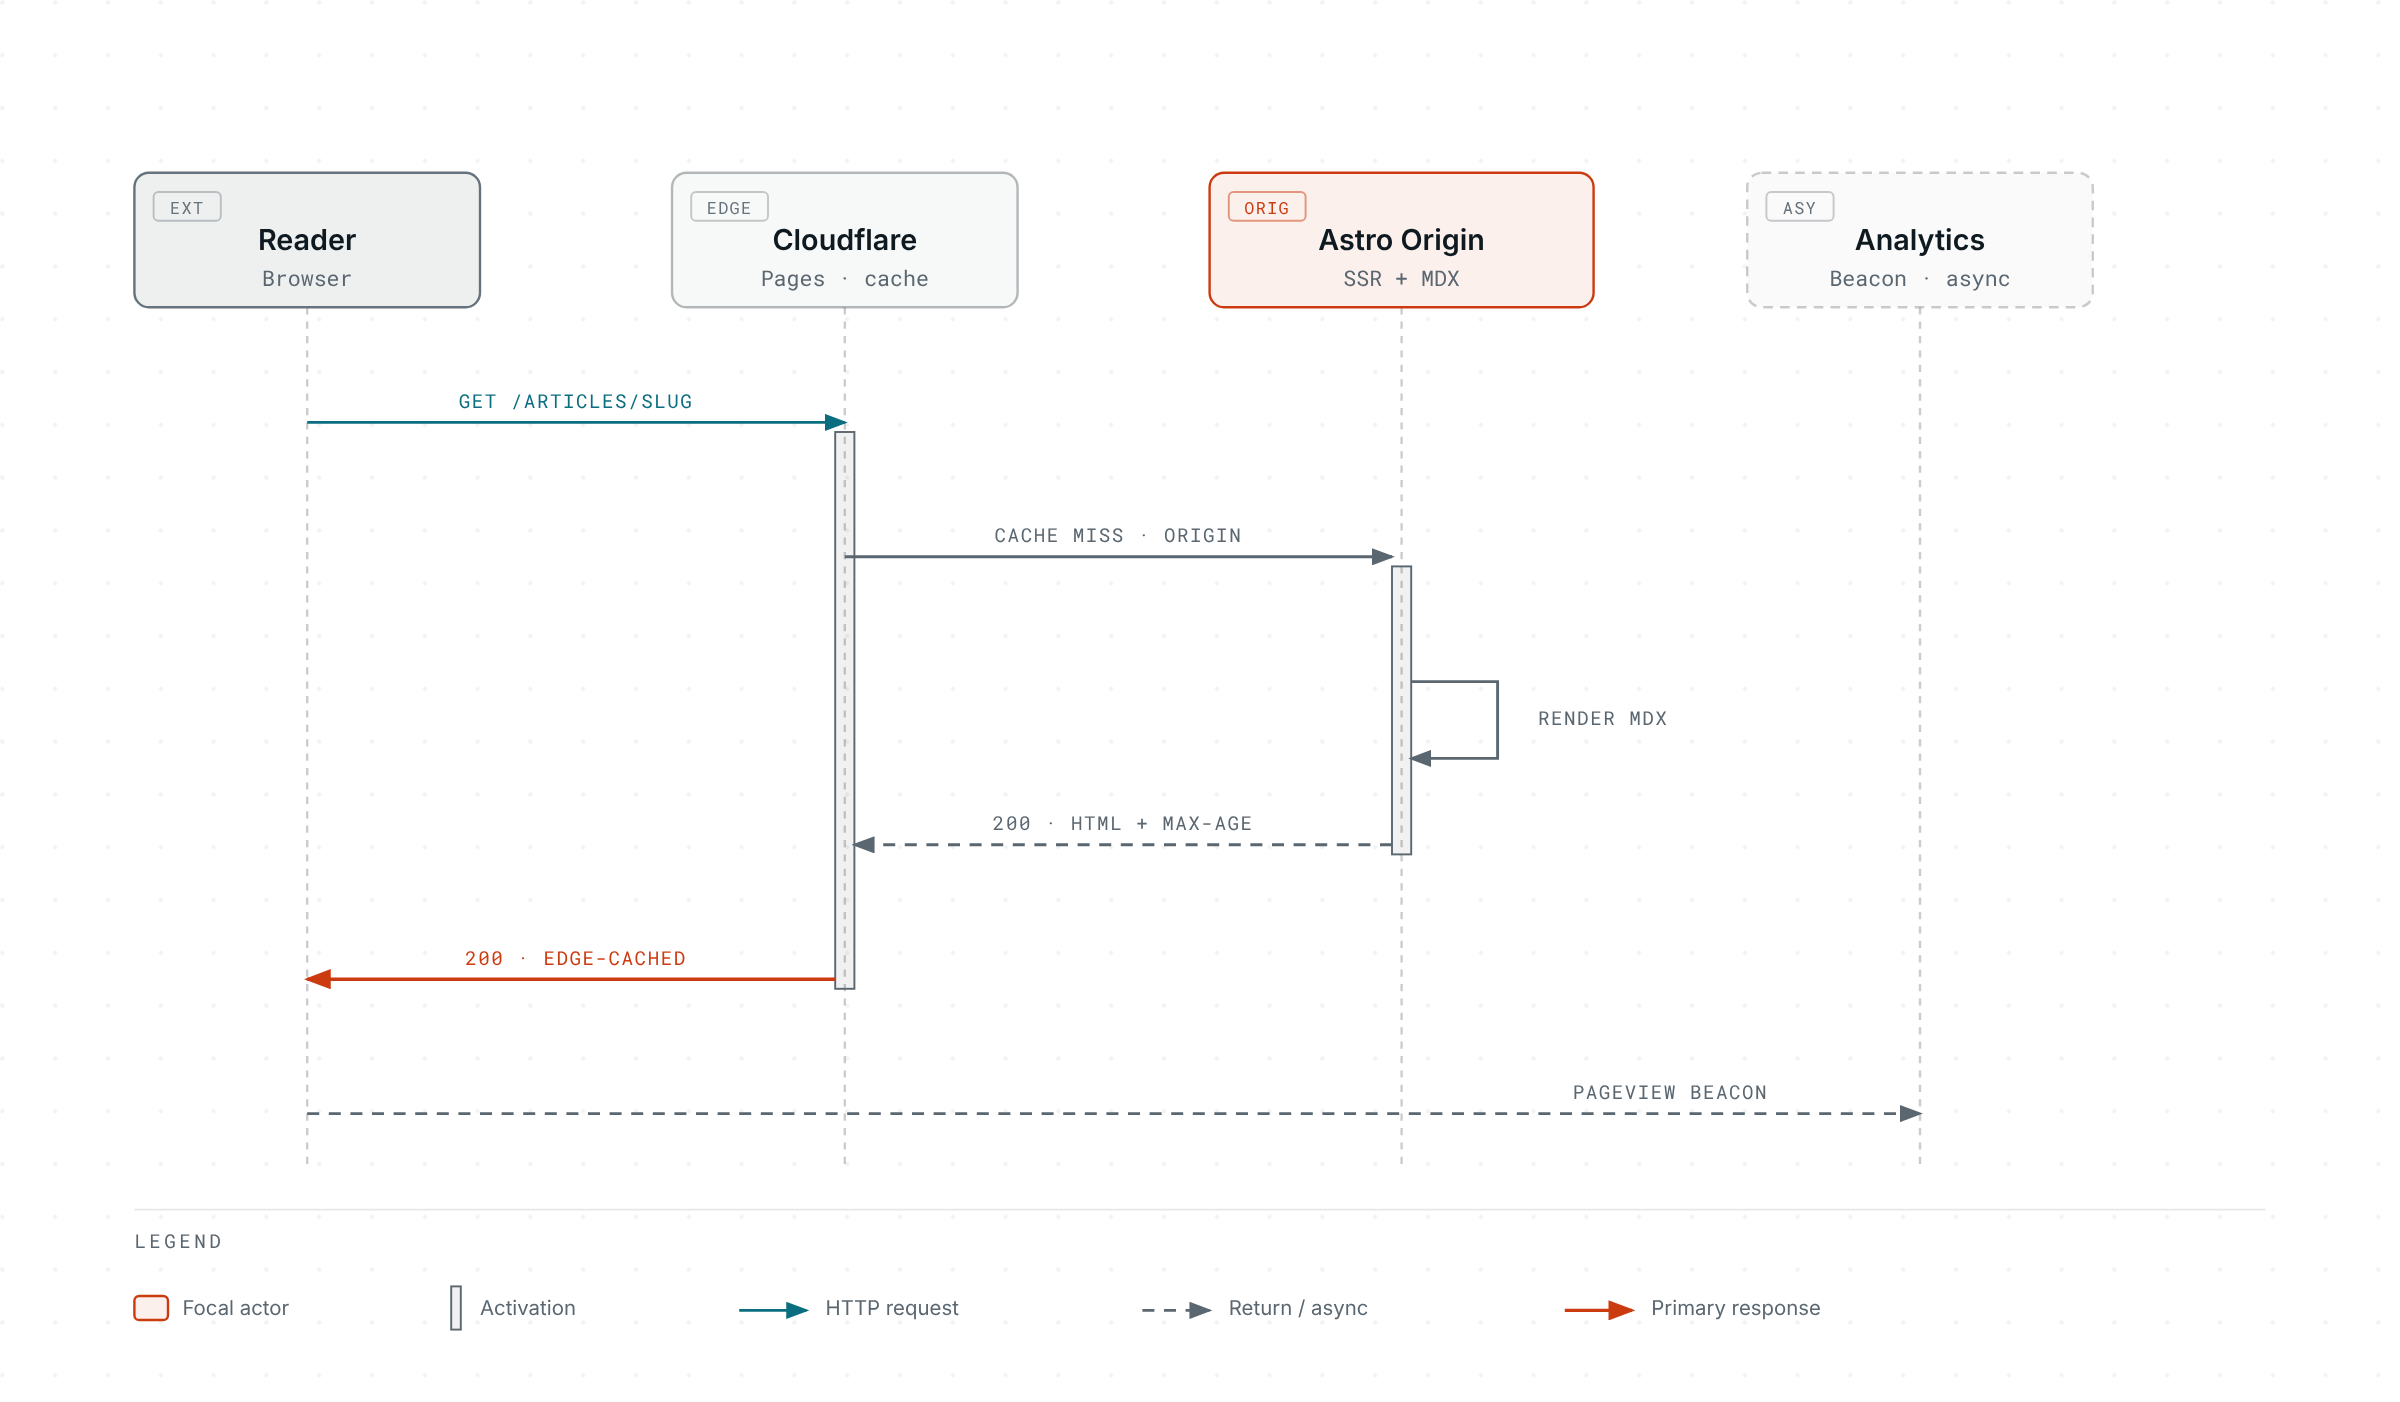 EXT
Reader
Browser
EDGE
Cloudflare
Pages · cache
ORIG
Astro Origin
SSR + MDX
ASY
Analytics
Beacon · async
GET /ARTICLES/SLUG
CACHE MISS · ORIGIN
RENDER MDX
200 · HTML + MAX-AGE
200 · EDGE-CACHED
PAGEVIEW BEACON
LEGEND
Focal actor
Activation
HTTP request
Return / async
Primary response